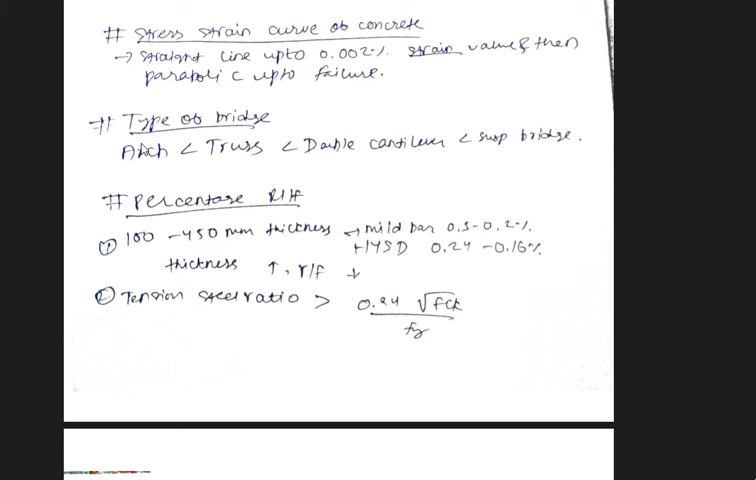 # Stress strain curve of concrete
→ straight line upto 0.002% strain value & then
parabolic upto failure.
# Type of bridge
Arch < Truss < Double cantilever < susp bridge.
# Percentage R/f
① 100 -450 mm thickness → mild bar 0.3-0.2%
HYSD 0.24 -0.16%
thickness ↑, r/f ↓
② Tension steel ratio > 0.24 √fck
fy